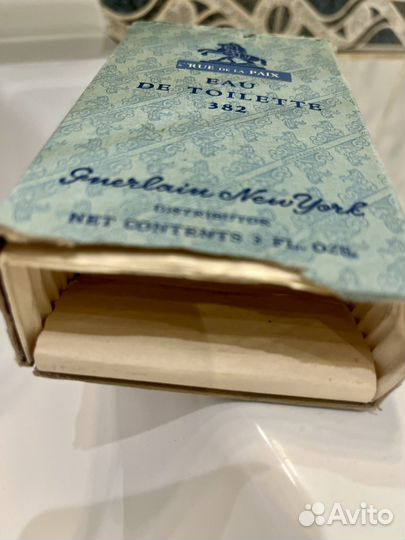 RUE DE LA PAIX
EAU
DE TOILETTE
382
Guerlain New York
DISTRIBUTOR
NET CONTENTS 3 FL. OZS.
Avito